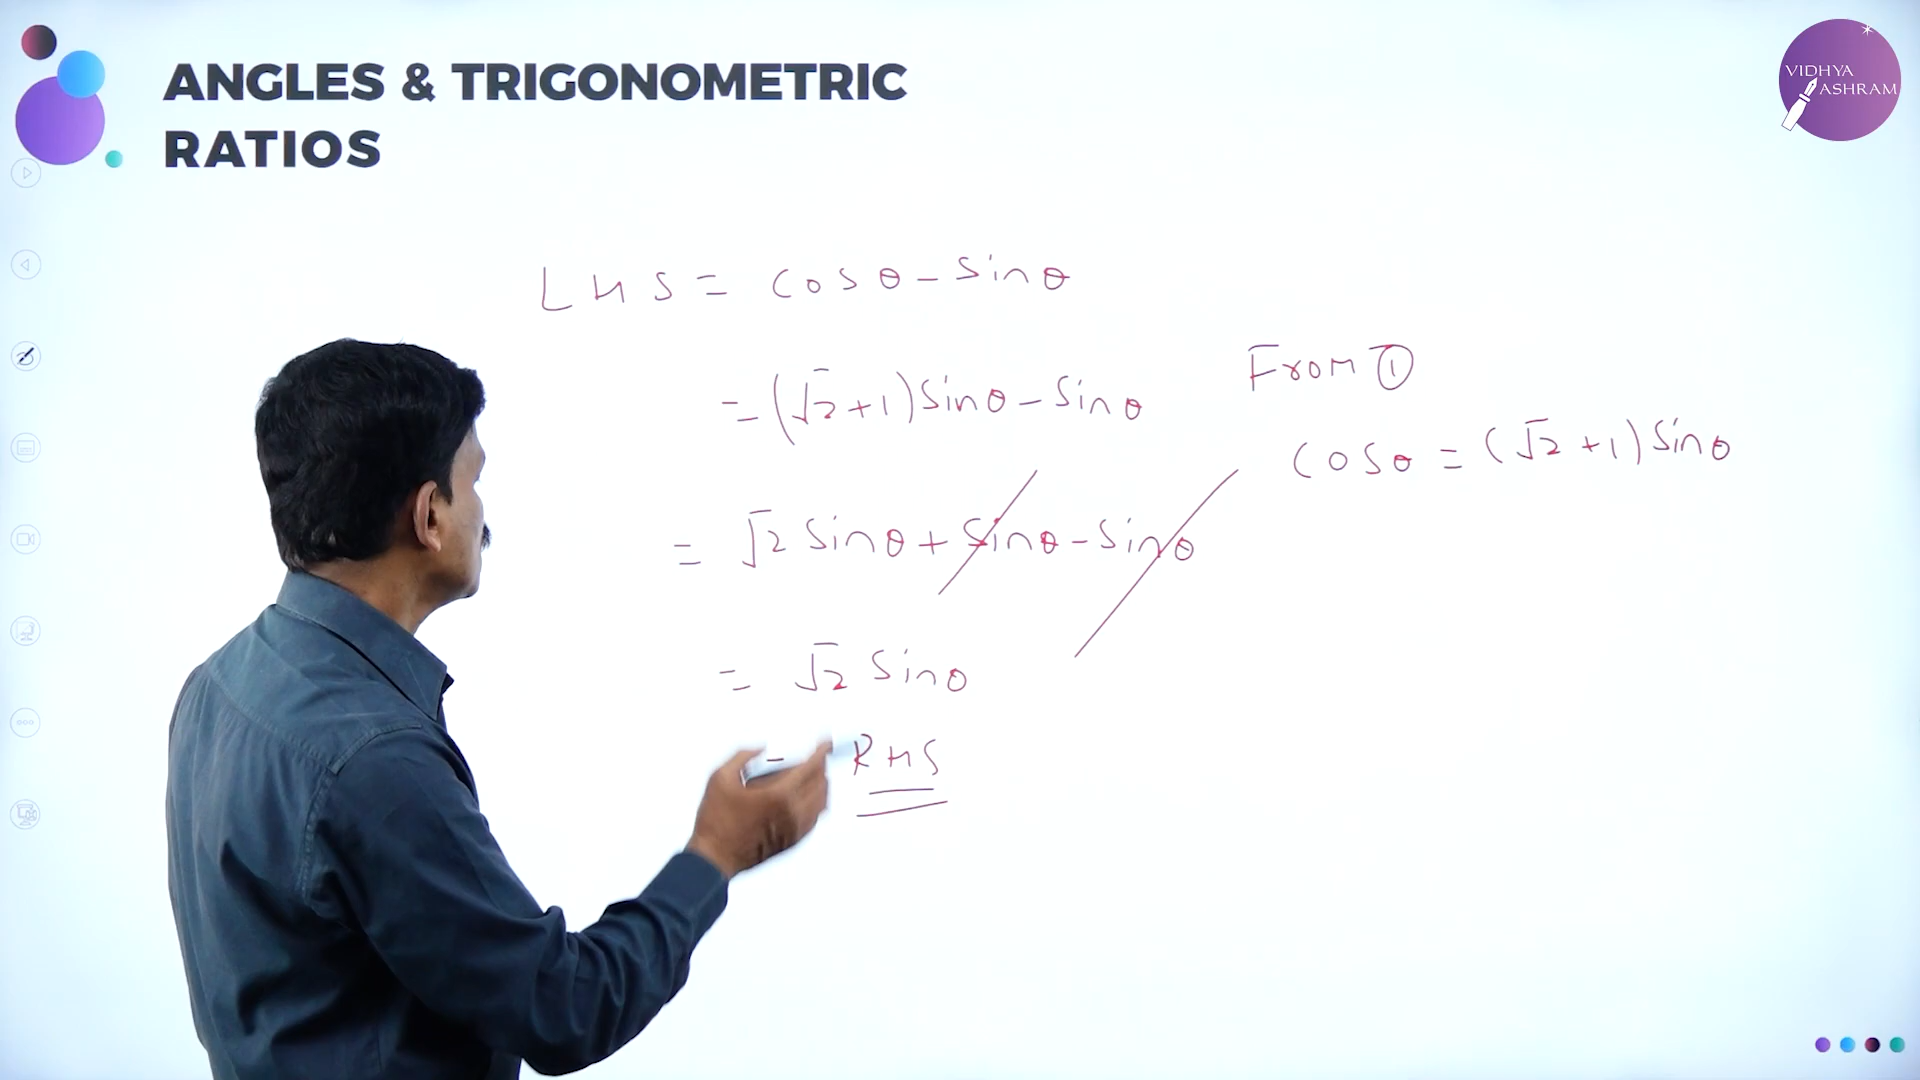 ANGLES & TRIGONOMETRIC
RATIOS
VIDHYA
ASHRAM
LHS = cosθ - sinθ
= (√2+1) sinθ - sinθ
= √2 sinθ + sinθ - sinθ
= √2 sinθ
= RHS
From ①
cosθ = (√2+1) sinθ